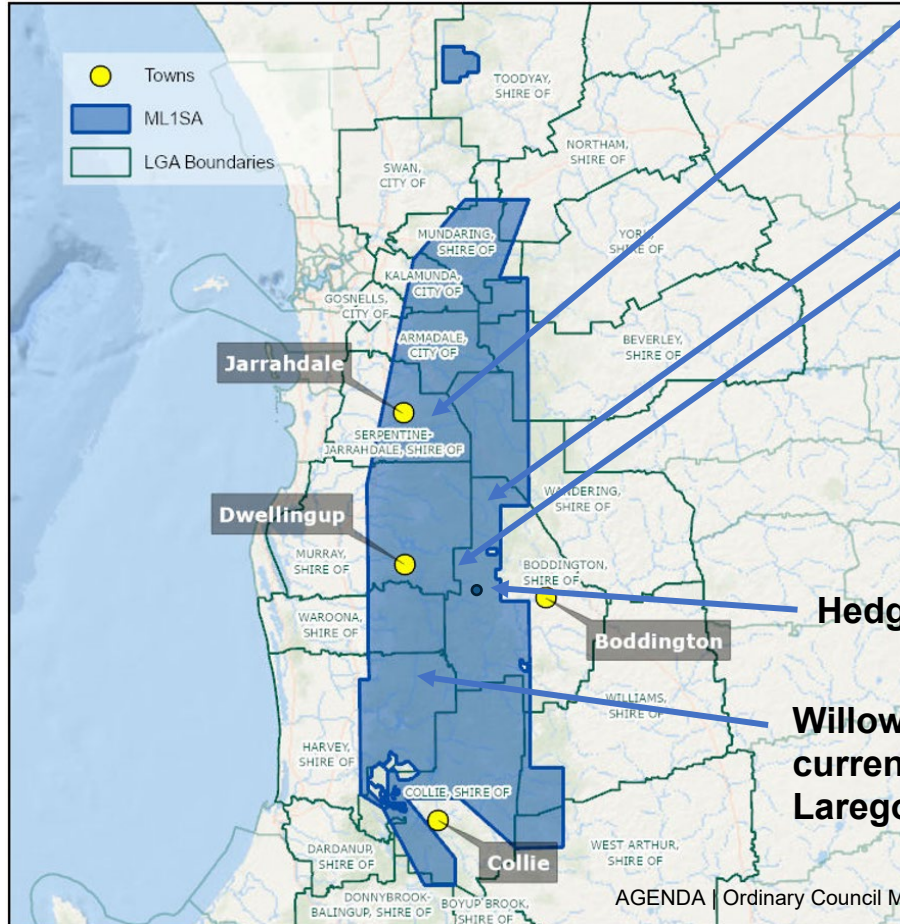 Towns
ML1SA
LGA Boundaries
TOODYAY,
SHIRE OF
NORTHAM,
SHIRE OF
SWAN,
CITY OF
MUNDARING,
SHIRE OF
YORK,
SHIRE OF
KALAMUNDA,
CITY OF
GOSNELLS,
CITY OF
ARMADALE,
CITY OF
BEVERLEY,
SHIRE OF
Jarrahdale
SERPENTINE-
JARRAHDALE, SHIRE OF
WANDERING,
SHIRE OF
Dwellingup
MURRAY,
SHIRE OF
BODDINGTON,
SHIRE OF
WAROONA,
SHIRE OF
Hedg
Boddington
WILLIAMS,
SHIRE OF
Willow
curren
Larego
HARVEY,
SHIRE OF
COLLIE, SHIRE OF
DARDANUP,
SHIRE OF
Collie
WEST ARTHUR,
SHIRE OF
DONNYBROOK-
BALINGUP, SHIRE OF
BOYUP BROOK,
SHIRE OF
AGENDA | Ordinary Council M